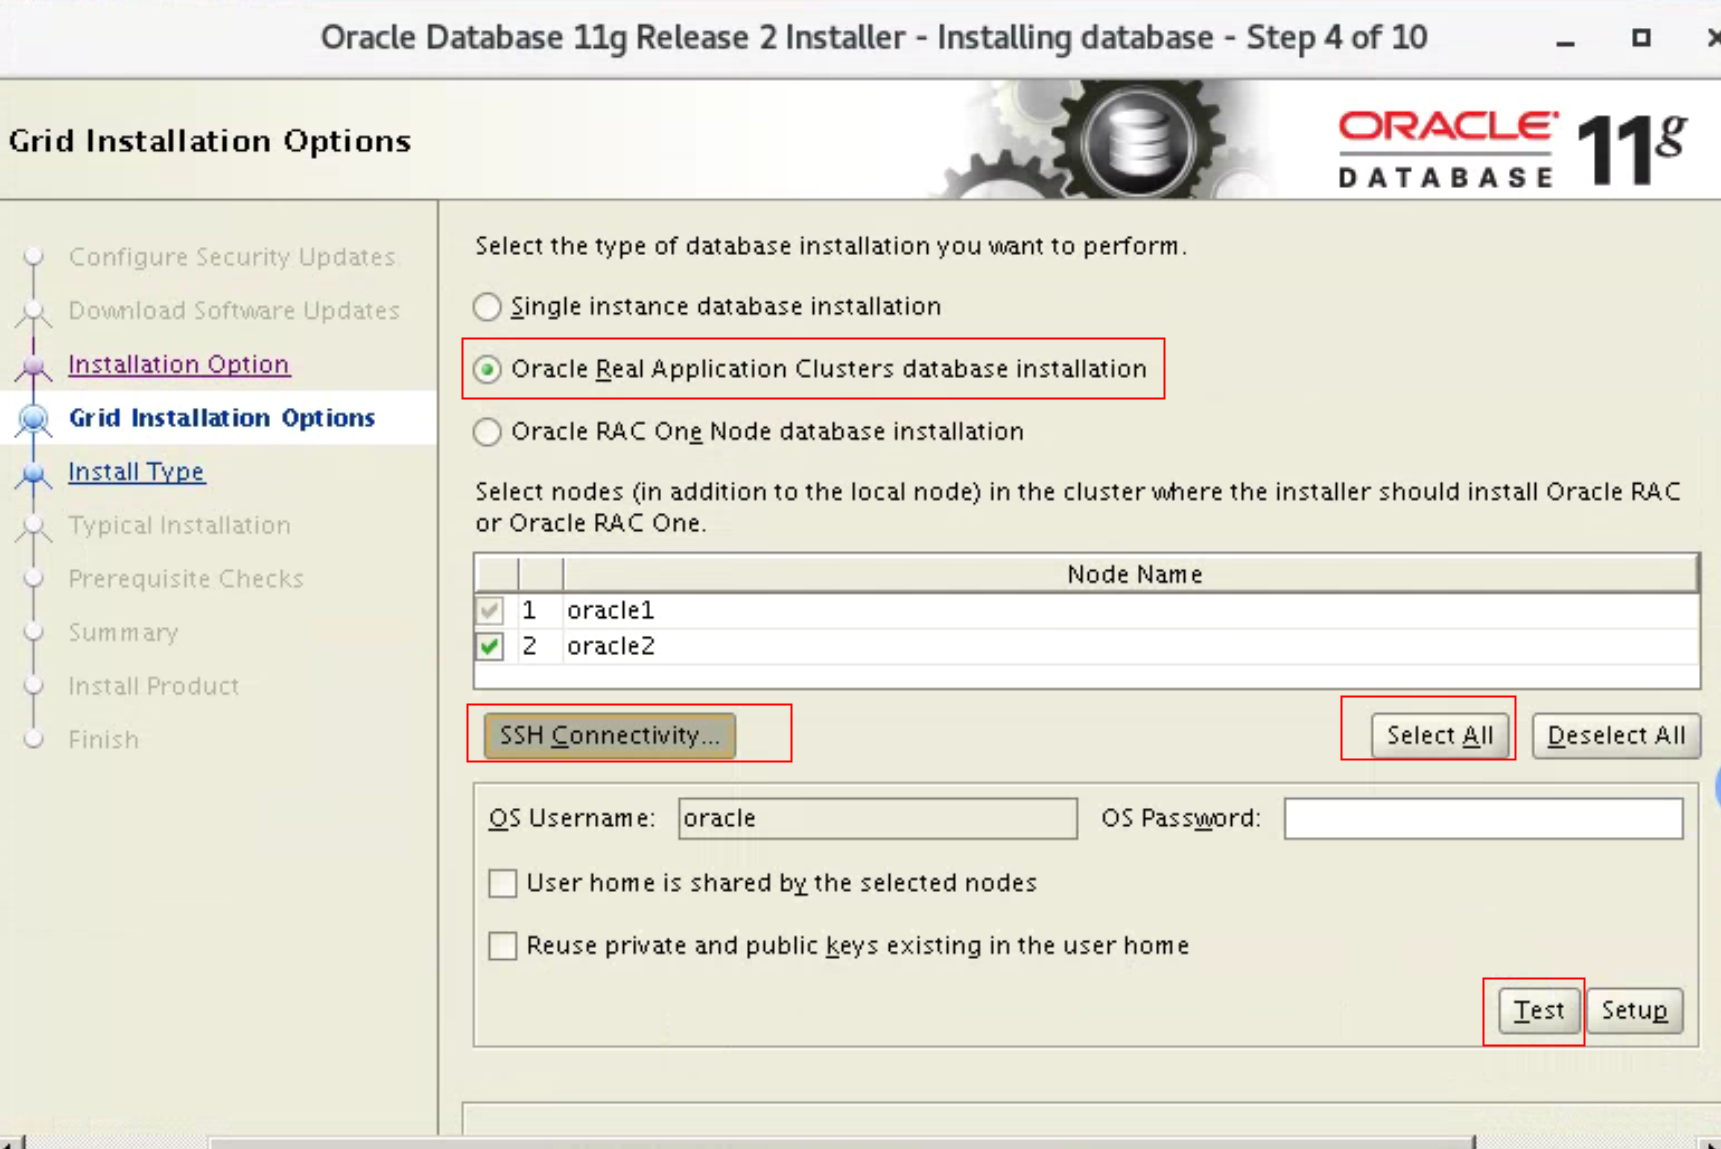 Oracle Database 11g Release 2 Installer - Installing database - Step 4 of 10
Grid Installation Options
ORACLE
DATABASE
11g
Configure Security Updates
Download Software Updates
Installation Option
Grid Installation Options
Install Type
Typical Installation
Prerequisite Checks
Summary
Install Product
Finish
Select the type of database installation you want to perform.
Single instance database installation
Oracle Real Application Clusters database installation
Oracle RAC One Node database installation
Select nodes (in addition to the local node) in the cluster where the installer should install Oracle RAC
or Oracle RAC One.
Node Name
1 oracle1
2 oracle2
SSH Connectivity... Select All Deselect All
OS Username: oracle OS Password:
User home is shared by the selected nodes
Reuse private and public keys existing in the user home
Test Setup